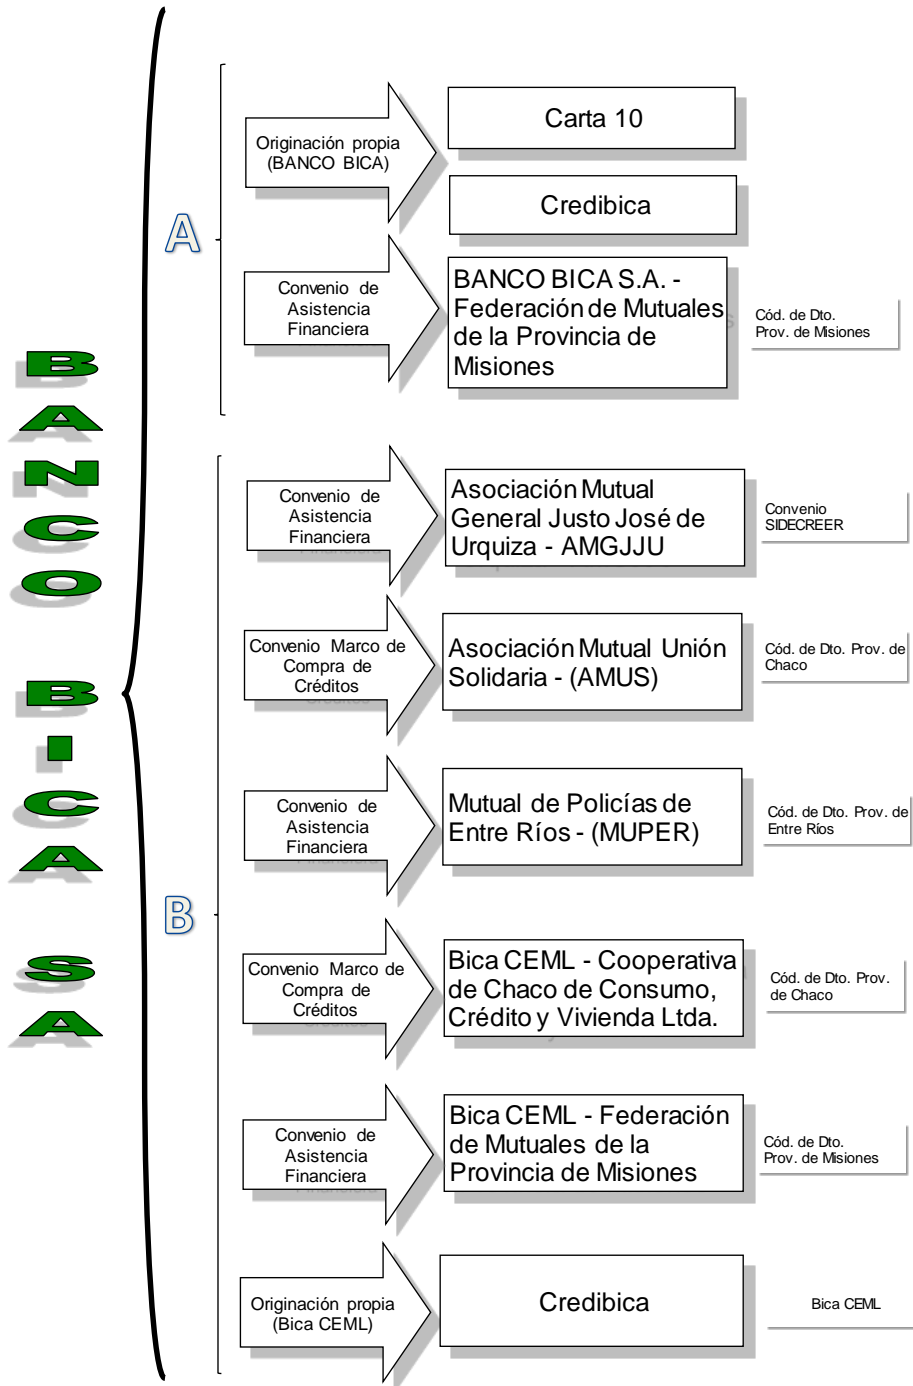 BANCO BICA SA
A
Originación propia
(BANCO BICA)
Carta 10
Credibica
Convenio de
Asistencia
Financiera
BANCO BICA S.A. -
Federación de Mutuales
de la Provincia de
Misiones
Cód. de Dto.
Prov. de Misiones
B
Convenio de
Asistencia
Financiera
Asociación Mutual
General Justo José de
Urquiza - AMGJJU
Convenio
SIDECREER
Convenio Marco de
Compra de
Créditos
Asociación Mutual Unión
Solidaria - (AMUS)
Cód. de Dto. Prov. de
Chaco
Convenio de
Asistencia
Financiera
Mutual de Policías de
Entre Ríos - (MUPER)
Cód. de Dto. Prov. de
Entre Ríos
Convenio Marco de
Compra de
Créditos
Bica CEML - Cooperativa
de Chaco de Consumo,
Crédito y Vivienda Ltda.
Cód. de Dto. Prov.
de Chaco
Convenio de
Asistencia
Financiera
Bica CEML - Federación
de Mutuales de la
Provincia de Misiones
Cód. de Dto.
Prov. de Misiones
Originación propia
(Bica CEML)
Credibica
Bica CEML